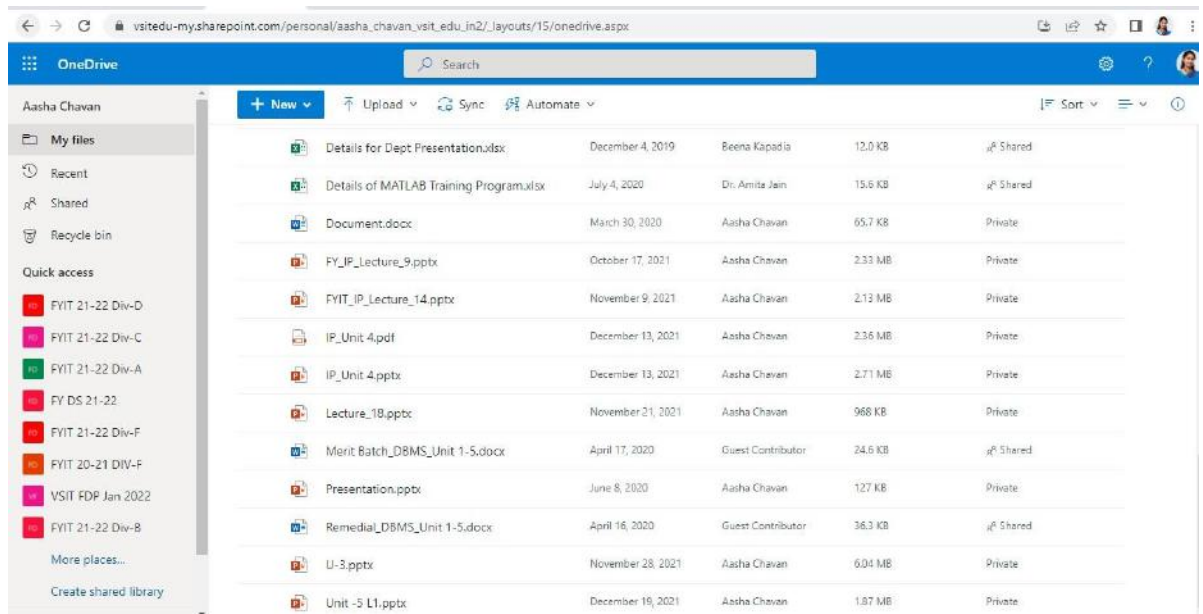 vsitedu-my.sharepoint.com/personal/aasha_chavan_vsit_edu_in2/_layouts/15/onedrive.aspx
OneDrive
Search
?
Aasha Chavan
+ New
Upload
Sync
Automate
Sort
My files
Recent
Shared
Recycle bin
Quick access
FYIT 21-22 Div-D
FYIT 21-22 Div-C
FYIT 21-22 Div-A
FY DS 21-22
FYIT 21-22 Div-F
FYIT 20-21 DIV-F
VSIT FDP Jan 2022
FYIT 21-22 Div-B
More places...
Create shared library
Details for Dept Presentation.xlsx December 4, 2019 Beena Kapadia 12.0 KB Shared
Details of MATLAB Training Program.xlsx July 4, 2020 Dr. Amita Jain 15.6 KB Shared
Document.docx March 30, 2020 Aasha Chavan 65.7 KB Private
FY_IP_Lecture_9.pptx October 17, 2021 Aasha Chavan 2.33 MB Private
FYIT_IP_Lecture_14.pptx November 9, 2021 Aasha Chavan 2.13 MB Private
IP_Unit 4.pdf December 13, 2021 Aasha Chavan 2.36 MB Private
IP_Unit 4.pptx December 13, 2021 Aasha Chavan 2.71 MB Private
Lecture_18.pptx November 21, 2021 Aasha Chavan 968 KB Private
Merit Batch_DBMS_Unit 1-5.docx April 17, 2020 Guest Contributor 24.6 KB Shared
Presentation.pptx June 8, 2020 Aasha Chavan 127 KB Private
Remedial_DBMS_Unit 1-5.docx April 16, 2020 Guest Contributor 36.3 KB Shared
U-3.pptx November 28, 2021 Aasha Chavan 6.04 MB Private
Unit -5 L1.pptx December 19, 2021 Aasha Chavan 1.87 MB Private